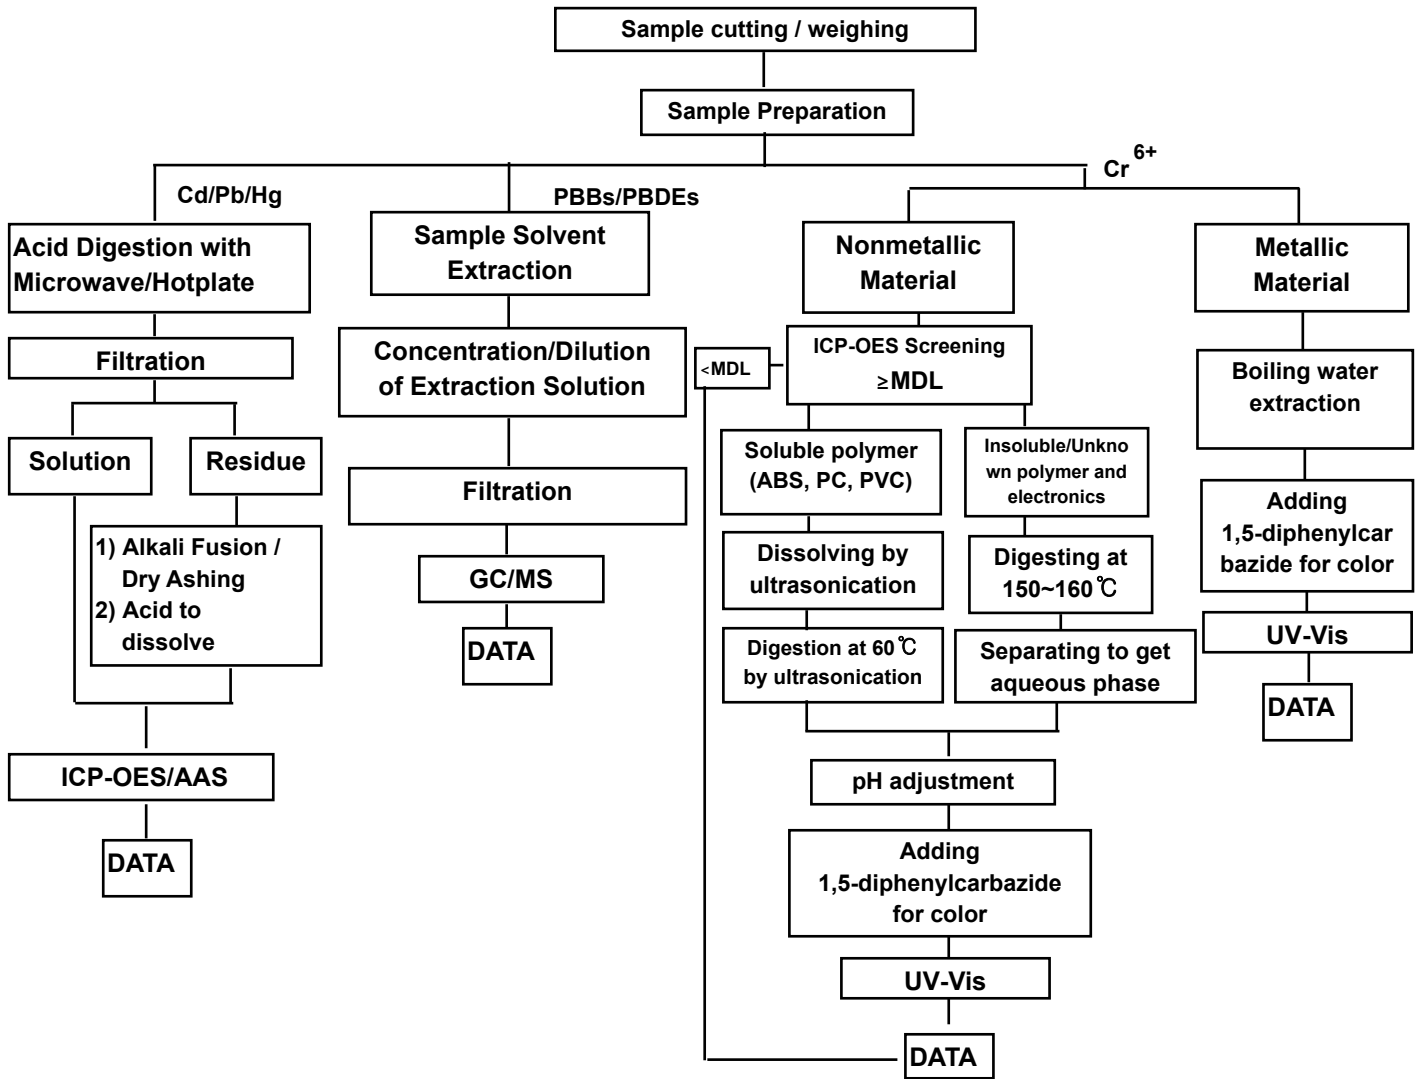 Sample cutting / weighing
Sample Preparation
Cd/Pb/Hg
Acid Digestion with
Microwave/Hotplate
Filtration
Solution
Residue
1) Alkali Fusion /
Dry Ashing
2) Acid to
dissolve
ICP-OES/AAS
DATA
PBBs/PBDEs
Sample Solvent
Extraction
Concentration/Dilution
of Extraction Solution
Filtration
GC/MS
DATA
Cr 6+
Nonmetallic
Material
ICP-OES Screening
≥MDL
<MDL
Soluble polymer
(ABS, PC, PVC)
Dissolving by
ultrasonication
Digestion at 60℃
by ultrasonication
Insoluble/Unkno
wn polymer and
electronics
Digesting at
150~160℃
Separating to get
aqueous phase
pH adjustment
Adding
1,5-diphenylcarbazide
for color
UV-Vis
DATA
Metallic
Material
Boiling water
extraction
Adding
1,5-diphenylcar
bazide for color
UV-Vis
DATA